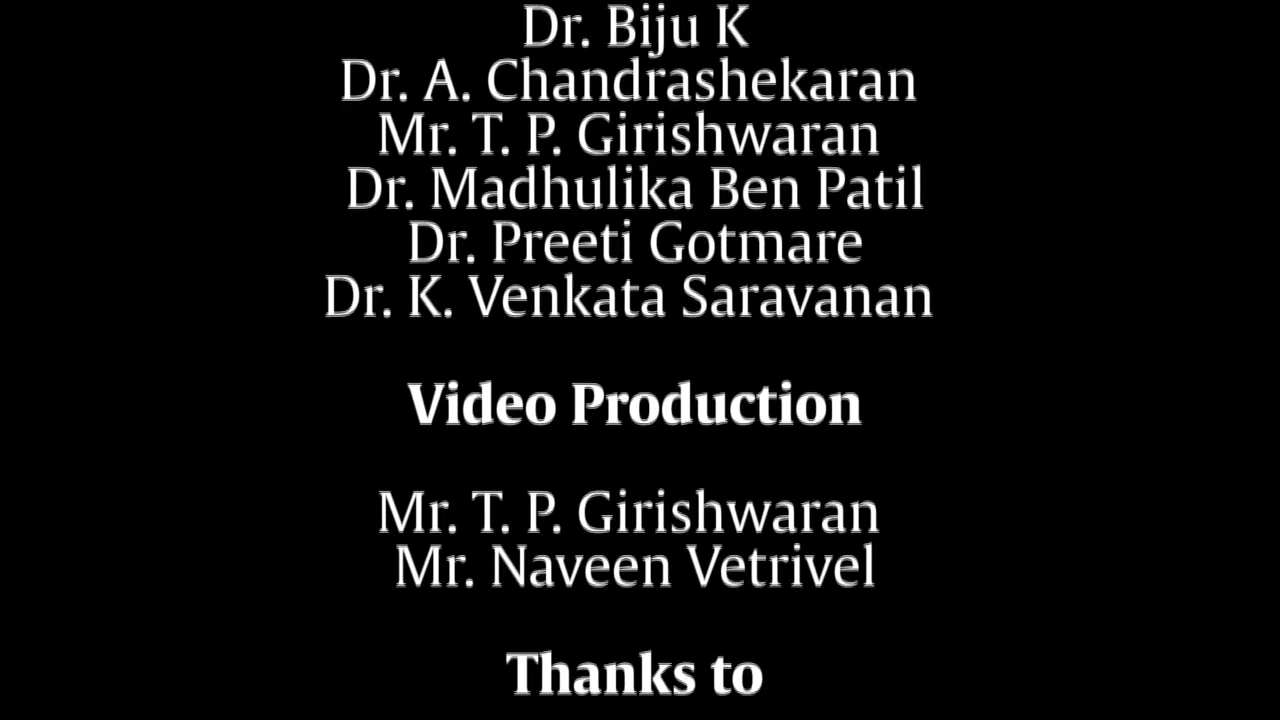 Dr. Biju K
Dr. A. Chandrashekaran
Mr. T. P. Girishwaran
Dr. Madhulika Ben Patil
Dr. Preeti Gotmare
Dr. K. Venkata Saravanan
Video Production
Mr. T. P. Girishwaran
Mr. Naveen Vetrivel
Thanks to